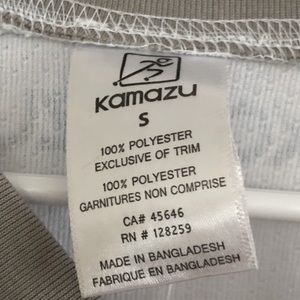 Kamazu
S
100% POLYESTER
EXCLUSIVE OF TRIM
100% POLYESTER
GARNITURES NON COMPRISE
CA# 45646
RN # 128259
MADE IN BANGLADESH
FABRIQUE EN BANGLADESH